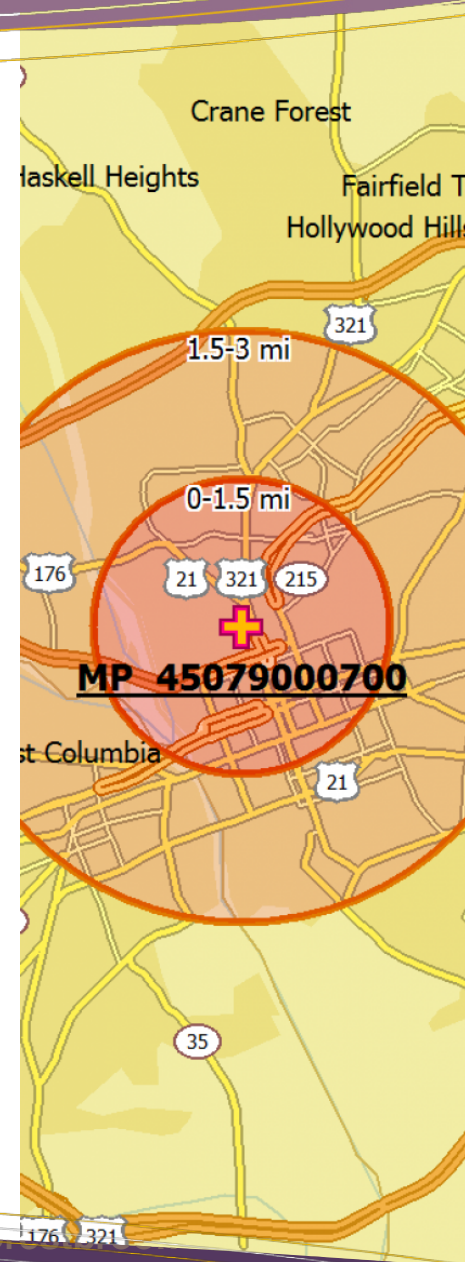 Crane Forest
Haskell Heights
Fairfield T
Hollywood Hills
321
1.5-3 mi
0-1.5 mi
176
21
321
215
MP 45079000700
st Columbia
21
35
176
321